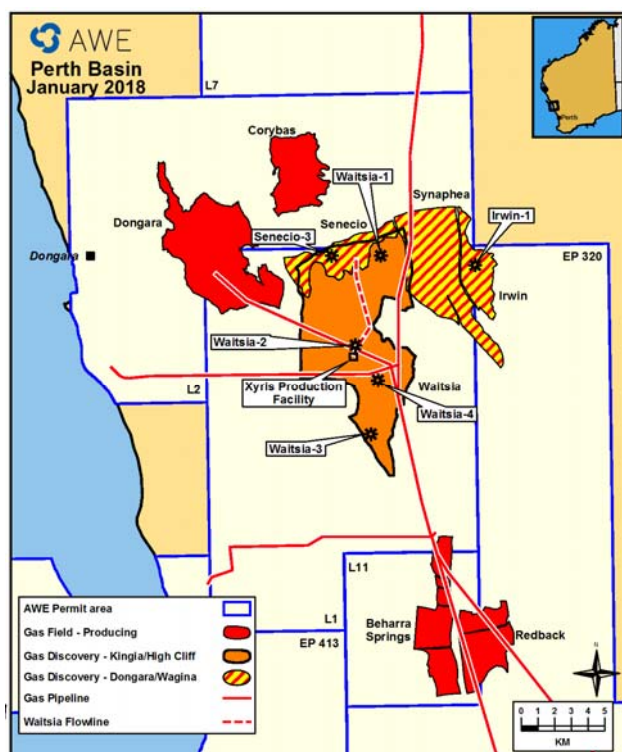 AWE
Perth Basin
January 2018
L7
Perth
Corybas
Waitsia-1
Synaphea
Dongara
Senecio
Irwin-1
Senecio-3
Dongara
EP 320
Irwin
Waitsia-2
L2
Xyris Production
Facility
Waitsia
Waitsia-4
Waitsia-3
L11
AWE Permit area
L1
Gas Field - Producing
EP 413
Beharra
Springs
Redback
Gas Discovery - Kingia/High Cliff
Gas Discovery - Dongara/Wagina
Gas Pipeline
Waitsia Flowline
N
0 1 2 3 4 5
KM